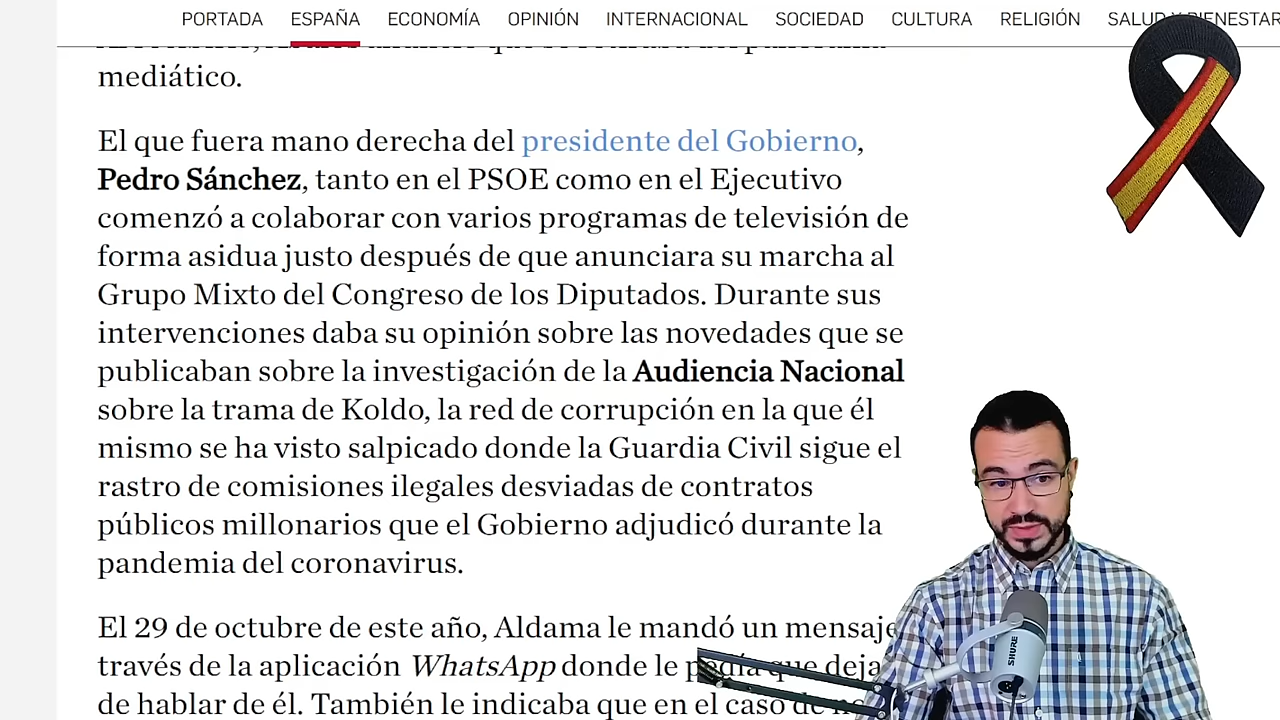 PORTADA ESPAÑA ECONOMÍA OPINIÓN INTERNACIONAL SOCIEDAD CULTURA RELIGIÓN SALUD Y BIENESTAR
mediático.
El que fuera mano derecha del presidente del Gobierno,
Pedro Sánchez, tanto en el PSOE como en el Ejecutivo
comenzó a colaborar con varios programas de televisión de
forma asidua justo después de que anunciara su marcha al
Grupo Mixto del Congreso de los Diputados. Durante sus
intervenciones daba su opinión sobre las novedades que se
publicaban sobre la investigación de la Audiencia Nacional
sobre la trama de Koldo, la red de corrupción en la que él
mismo se ha visto salpicado donde la Guardia Civil sigue el
rastro de comisiones ilegales desviadas de contratos
públicos millonarios que el Gobierno adjudicó durante la
pandemia del coronavirus.
El 29 de octubre de este año, Aldama le mandó un mensaje
través de la aplicación WhatsApp donde le pedía que deja
de hablar de él. También le indicaba que en el caso de
SHURE